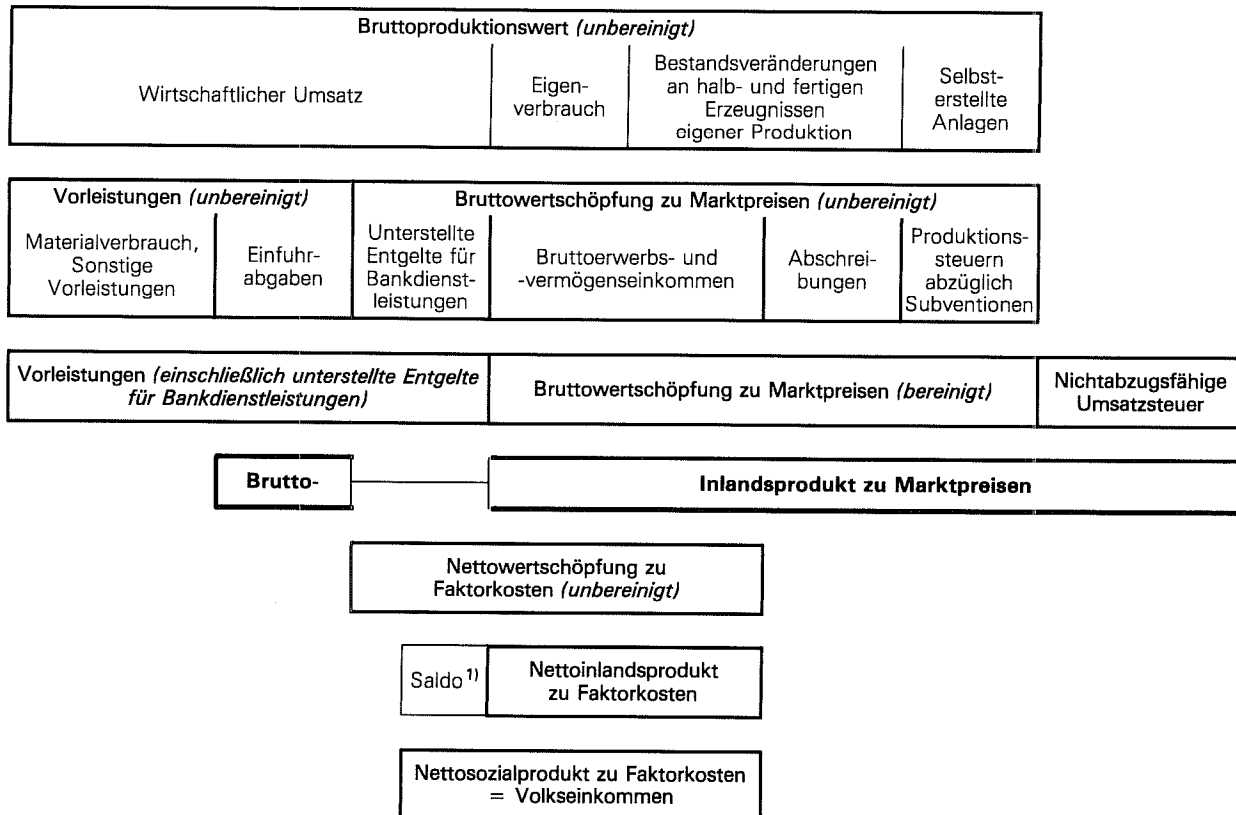 Bruttoproduktionswert (unbereinigt)
Wirtschaftlicher Umsatz
Eigen-
verbrauch
Bestandsveränderungen
an halb- und fertigen
Erzeugnissen
eigener Produktion
Selbst-
erstellte
Anlagen
Vorleistungen (unbereinigt)
Materialverbrauch,
Sonstige
Vorleistungen
Einfuhr-
abgaben
Bruttowertschöpfung zu Marktpreisen (unbereinigt)
Unterstellte
Entgelte für
Bankdienst-
leistungen
Bruttoerwerbs- und
-vermögenseinkommen
Abschrei-
bungen
Produktions-
steuern
abzüglich
Subventionen
Vorleistungen (einschließlich unterstellte Entgelte
für Bankdienstleistungen)
Bruttowertschöpfung zu Marktpreisen (bereinigt)
Nichtabzugsfähige
Umsatzsteuer
Brutto-
Inlandsprodukt zu Marktpreisen
Nettowertschöpfung zu
Faktorkosten (unbereinigt)
Saldo 1)
Nettoinlandsprodukt
zu Faktorkosten
Nettosozialprodukt zu Faktorkosten
= Volkseinkommen